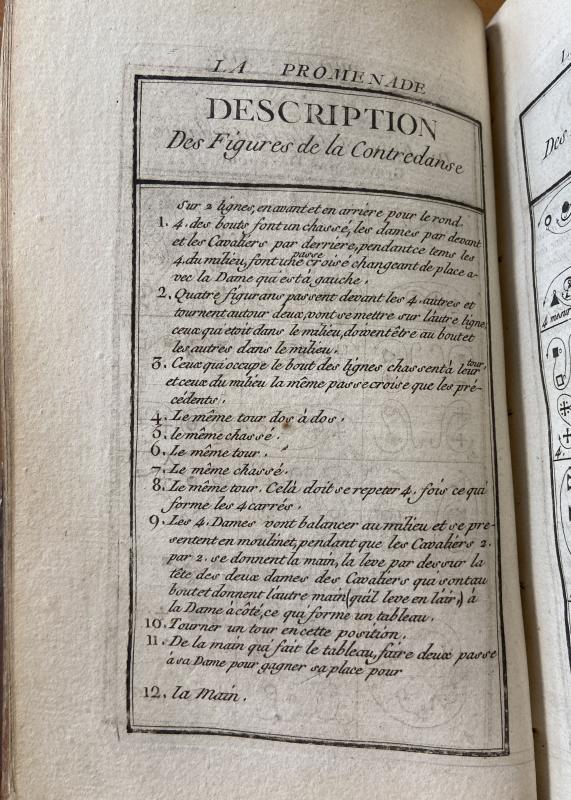 LA PROMENADE
DESCRIPTION
Des Figures de la Contredanse
Sur 2 lignes, en avant et en arriere pour le rond.
1. 4. des bouts font un chassé, les dames par devant
et les Cavaliers par derriere, pendant ce tems les
4. du milieu, font une passe croisé changeant de place a-
vec la Dame qui est à gauche.
2. Quatre figurans passent devant les 4. autres et
tournent autour d'eux, vont se mettre sur l'autre ligne,
ceux qui etoit dans le milieu, doivent être au bout et
les autres dans le milieu.
3. Ceux qui occupe le bout des lignes chassent à leur tour,
et ceux du milieu la même passe croise que les pré-
cédents.
4. Le même tour dos à dos.
5. le même chassé.
6. Le même tour.
7. Le même chassé.
8. Le même tour. Celà doit se repeter 4. fois ce qui
forme les 4 carrés.
9. Les 4. Dames vont balancer au milieu et se pre-
sentent en moulinet, pendant que les Cavaliers 2.
par 2. se donnent la main, la leve par dessur la
tête des deux dames des Cavaliers qui sont au
bout et donnent l'autre main (qu'il leve en l'air,) à
la Dame à côté, ce qui forme un tableau.
10. Tourner un tour en cette position.
11. De la main qui fait le tableau, faire deux passe
à sa Dame pour gagner sa place pour
12. la Main.
Des
4 mesur
4.